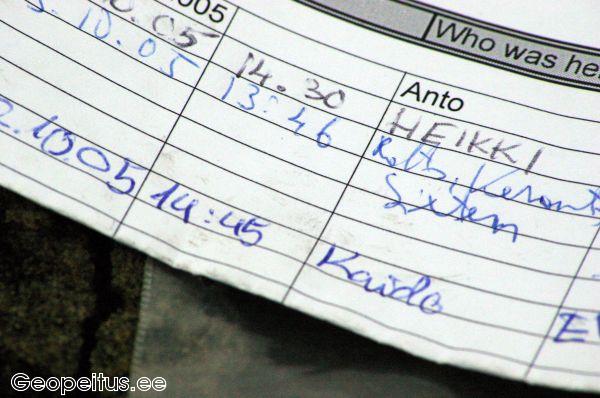 Who was he
005 Anto
0.05 14.30 HEIKKI
3.10.05 13:46
Sixten
2.10.05 14:45 Kaido
Geopeitus.ee